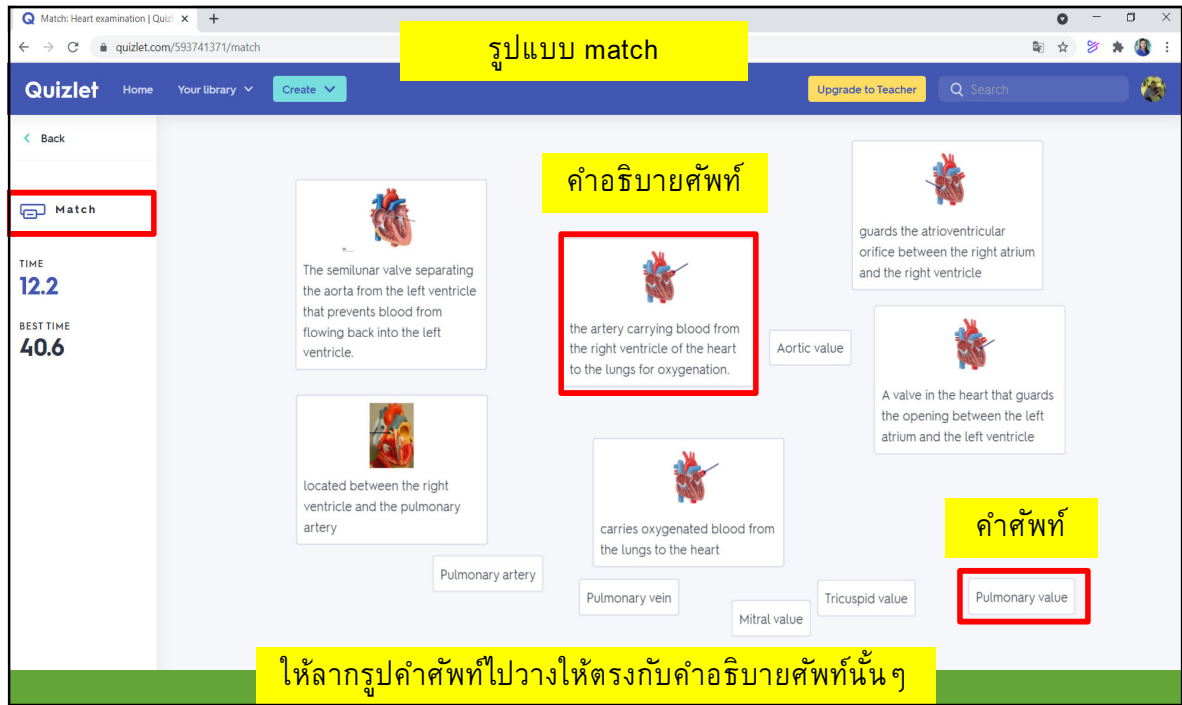 Match: Heart examination | Quiz
quizlet.com/593741371/match
รูปแบบ match
Quizlet
Home
Your library
Create
Upgrade to Teacher
Search
Back
Match
TIME
12.2
BEST TIME
40.6
คำอธิบายศัพท์
The semilunar valve separating
the aorta from the left ventricle
that prevents blood from
flowing back into the left
ventricle.
the artery carrying blood from
the right ventricle of the heart
to the lungs for oxygenation.
guards the atrioventricular
orifice between the right atrium
and the right ventricle
Aortic value
A valve in the heart that guards
the opening between the left
atrium and the left ventricle
located between the right
ventricle and the pulmonary
artery
carries oxygenated blood from
the lungs to the heart
คำศัพท์
Pulmonary artery
Pulmonary vein
Mitral value
Tricuspid value
Pulmonary value
ให้ลากรูปคำศัพท์ไปวางให้ตรงกับคำอธิบายศัพท์นั้นๆ